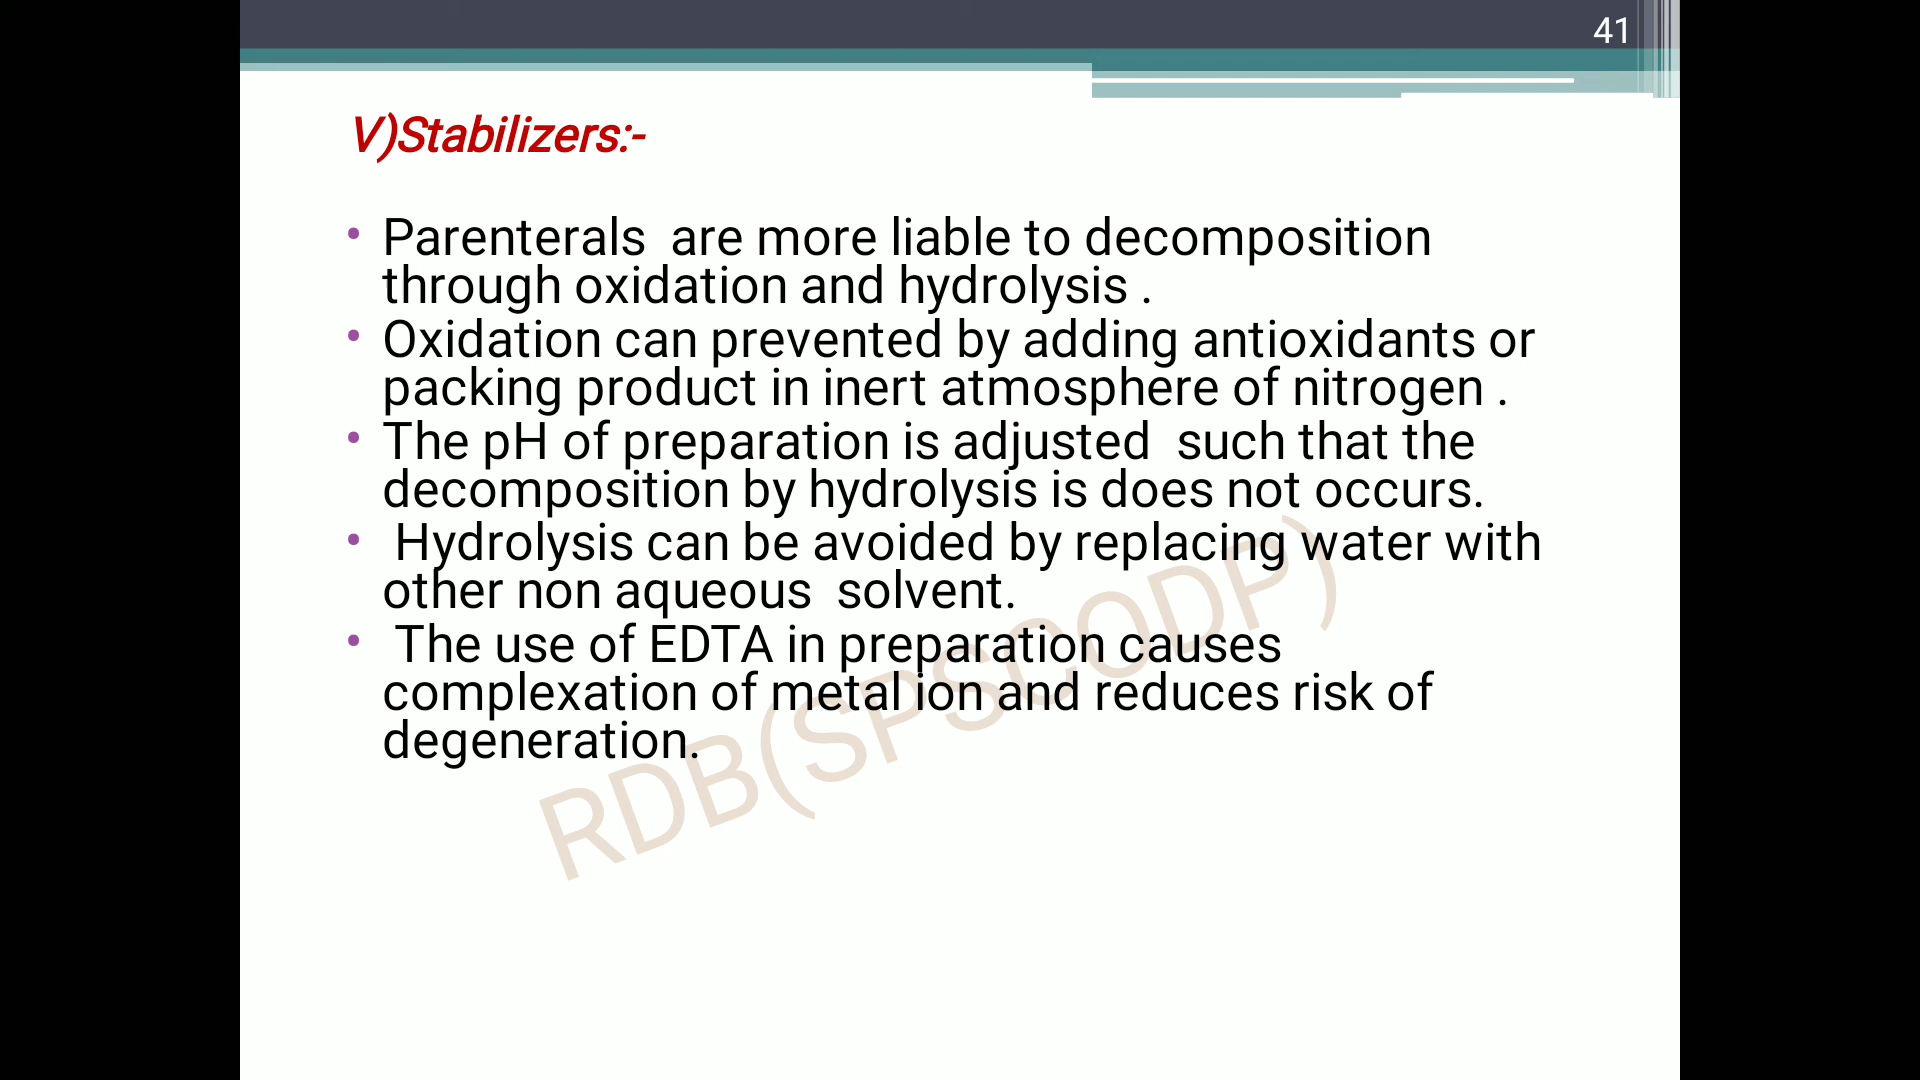 41
V)Stabilizers:-
• Parenterals  are more liable to decomposition
through oxidation and hydrolysis .
• Oxidation can prevented by adding antioxidants or
packing product in inert atmosphere of nitrogen .
• The pH of preparation is adjusted  such that the
decomposition by hydrolysis is does not occurs.
•  Hydrolysis can be avoided by replacing water with
other non aqueous  solvent.
•  The use of EDTA in preparation causes
complexation of metal ion and reduces risk of
degeneration.
RDB(SPSCODP)